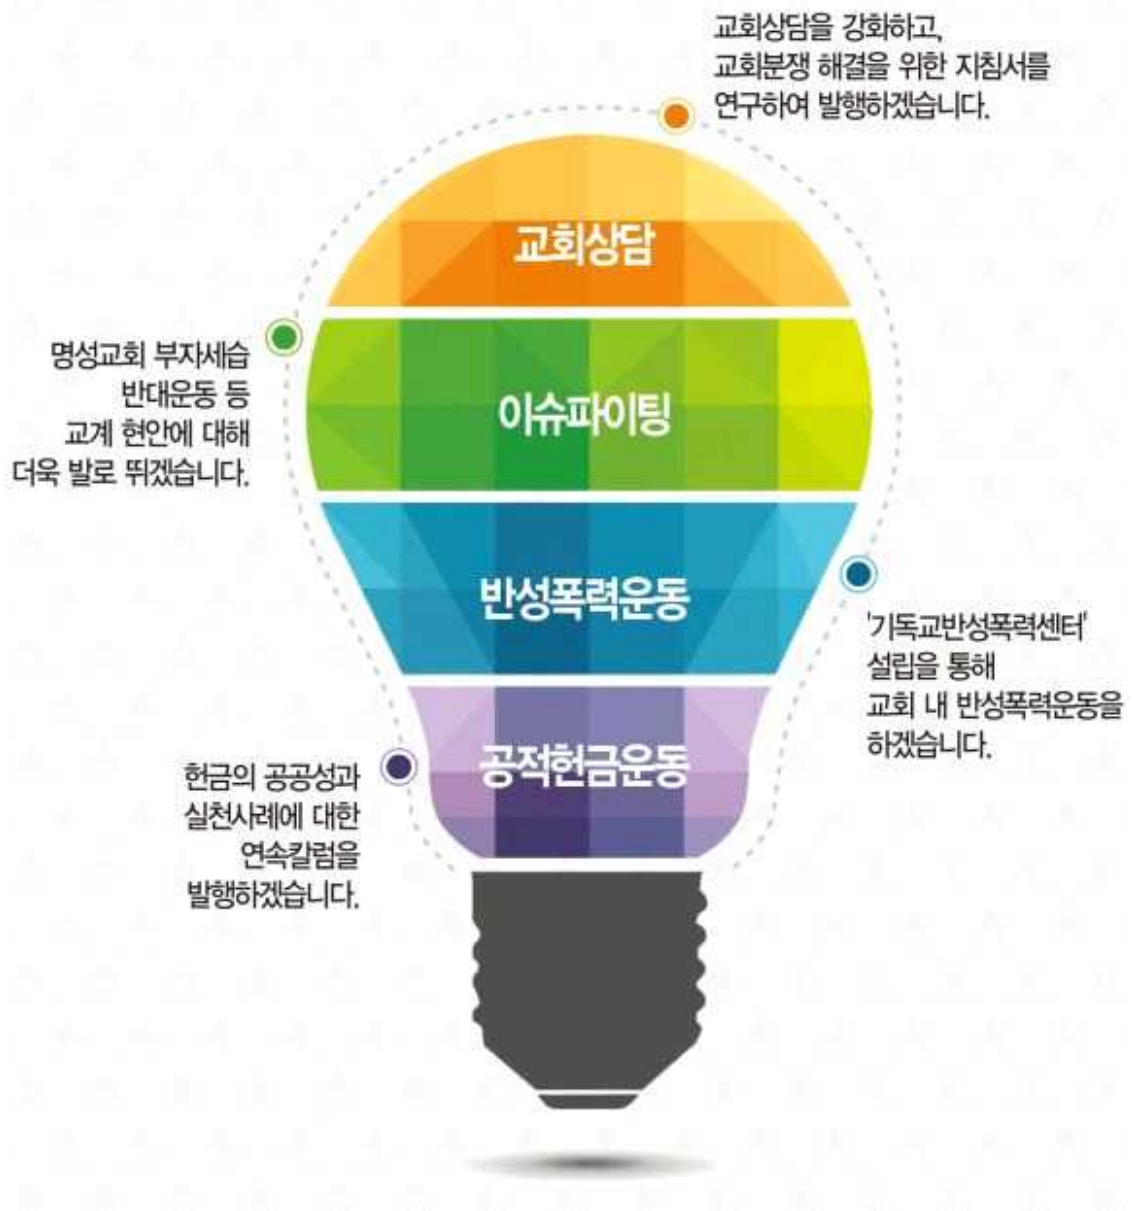 교회상담을 강화하고,
교회분쟁 해결을 위한 지침서를
연구하여 발행하겠습니다.
교회상담
명성교회 부자세습
반대운동 등
교계 현안에 대해
더욱 발로 뛰겠습니다.
이슈파이팅
반성폭력운동
'기독교반성폭력센터'
설립을 통해
교회 내 반성폭력운동을
하겠습니다.
공적헌금운동
헌금의 공공성과
실천사례에 대한
연속칼럼을
발행하겠습니다.